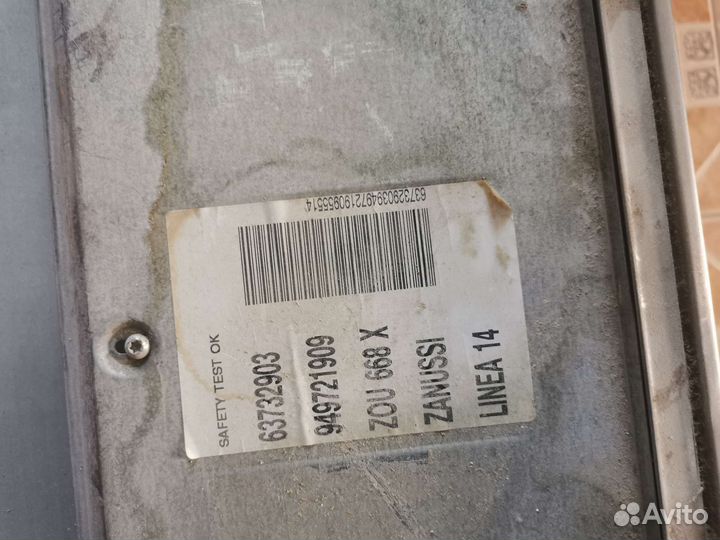 SAFETY TEST OK
63732903
949721909
ZOU 668 X
ZANUSSI
LINEA 14
6373290394972190955514
Avito